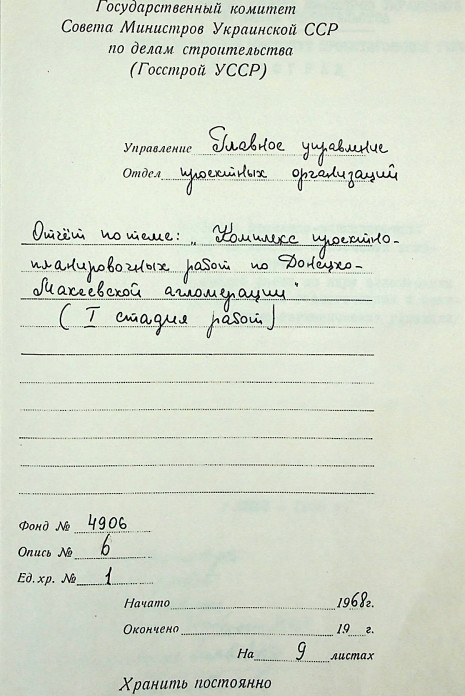 Государственный комитет
Совета Министров Украинской ССР
по делам строительства
(Госстрой УССР)
Управление Главное управление
Отдел проектных организаций
Отчёт по теме: „Комплекс проектно-
планировочных работ по Донецко-
Макеевской агломерации"
( I стадия работ)
Фонд № 4906
Опись № 6
Ед. хр. № 1
Начато 1968г.
Окончено 19 г.
На 9 листах
Хранить постоянно